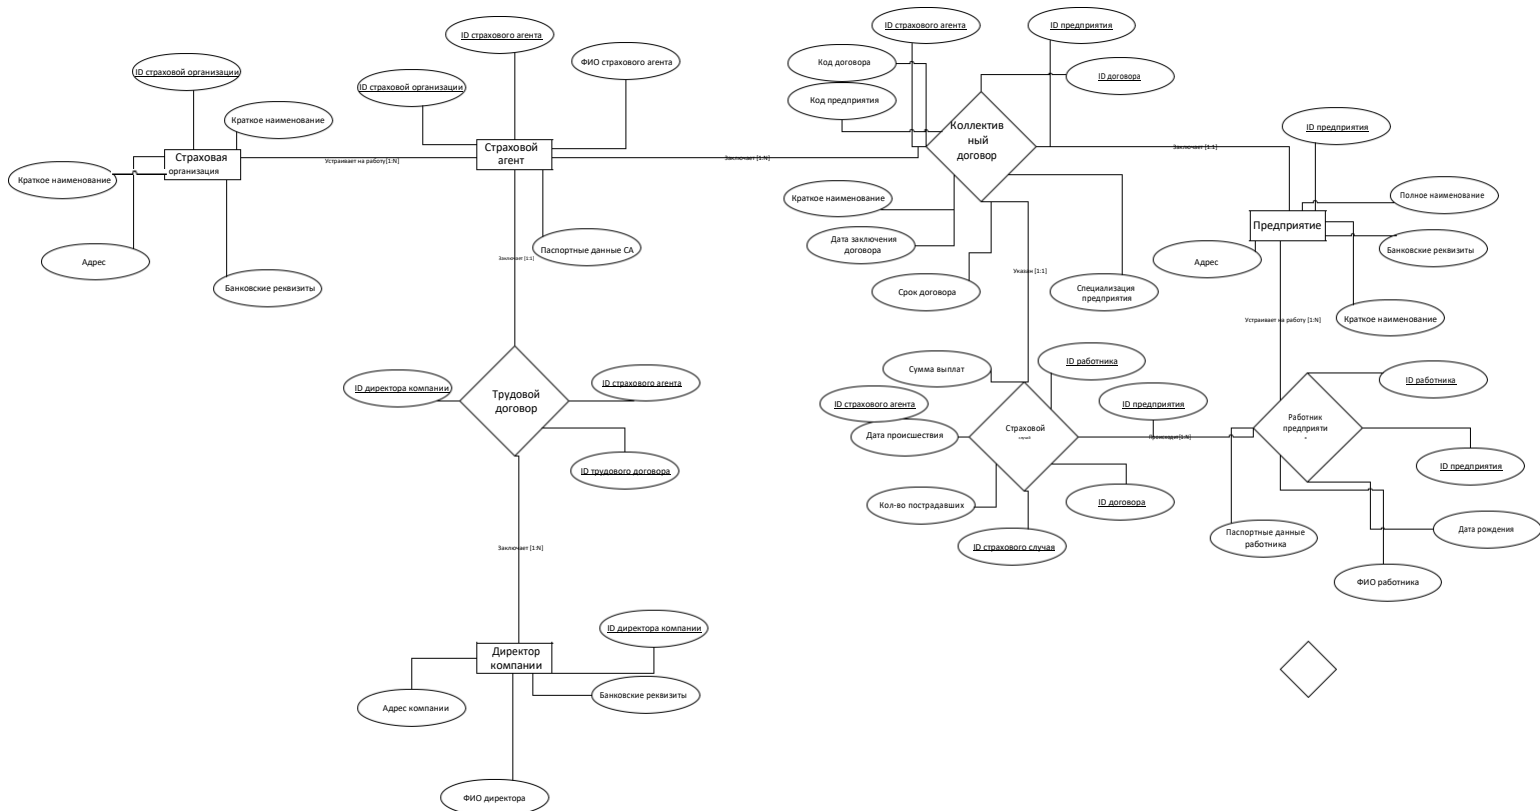 ID страхового агента
ID предприятия
ID страхового агента
ФИО страхового агента
Код договора
ID договора
ID страховой организации
ID страховой организации
Код предприятия
Краткое наименование
Коллектив
ный
договор
ID предприятия
Страховая
организация
Устраивает на работу[1:N]
Страховой
агент
Заключает [1:N]
Заключает [1:1]
Краткое наименование
Краткое наименование
Полное наименование
Предприятие
Дата заключения
договора
Паспортные данные СА
Банковские реквизиты
Адрес
Заключает [1:1]
Адрес
Указан [1:1]
Банковские реквизиты
Срок договора
Специализация
предприятия
Устраивает на работу [1:N]
Краткое наименование
Сумма выплат
ID работника
ID работника
ID директора компании
Трудовой
договор
ID страхового агента
ID страхового агента
ID предприятия
Дата происшествия
Страховой
случай
Происходит[1:N]
Работник
предприяти
я
ID трудового договора
ID предприятия
Кол-во пострадавших
ID договора
Заключает [1:N]
ID страхового случая
Паспортные данные
работника
Дата рождения
ФИО работника
ID директора компании
Директор
компании
Банковские реквизиты
Адрес компании
ФИО директора